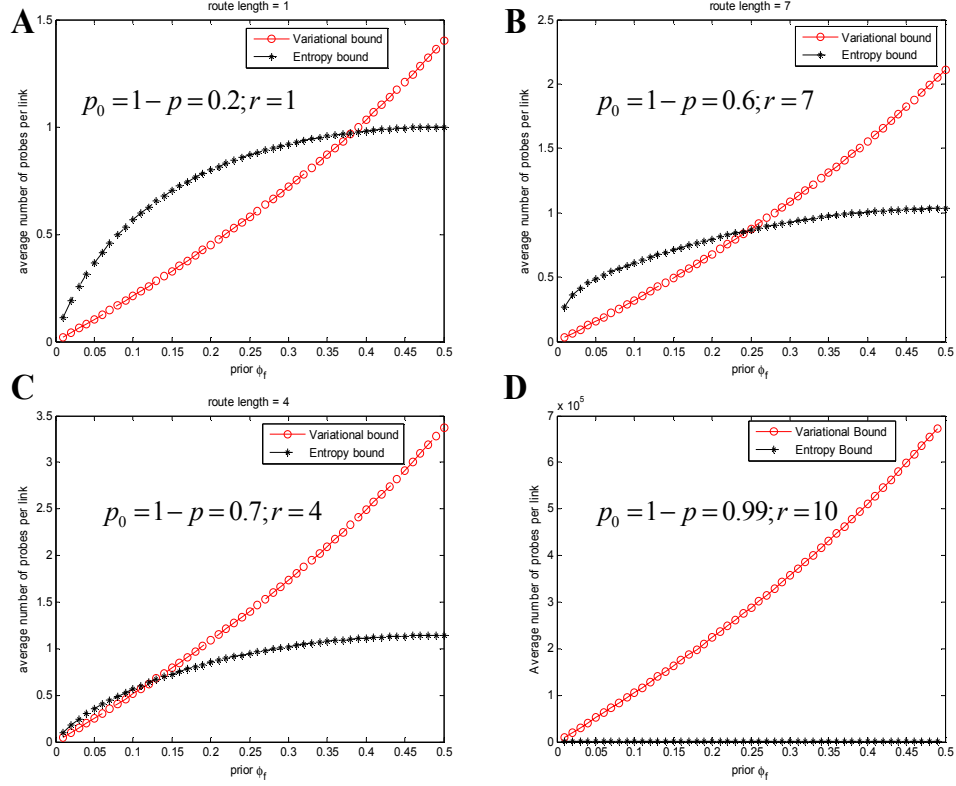 A
route length = 1
1.5
1
0.5
0
Variational bound
Entropy bound
p₀ = 1 − p = 0.2; r = 1
average number of probes per link
0 0.05 0.1 0.15 0.2 0.25 0.3 0.35 0.4 0.45 0.5
prior ϕf
B
route length = 7
2.5
2
1.5
1
0.5
0
Variational bound
Entropy bound
p₀ = 1 − p = 0.6; r = 7
average number of probes per link
0 0.05 0.1 0.15 0.2 0.25 0.3 0.35 0.4 0.45 0.5
prior ϕf
C
route length = 4
3.5
3
2.5
2
1.5
1
0.5
0
Variational bound
Entropy bound
p₀ = 1 − p = 0.7; r = 4
average number of probes per link
0 0.05 0.1 0.15 0.2 0.25 0.3 0.35 0.4 0.45 0.5
prior ϕf
D
x 10⁵
7
6
5
4
3
2
1
0
Variational Bound
Entropy Bound
p₀ = 1 − p = 0.99; r = 10
Average number of probes per link
0 0.05 0.1 0.15 0.2 0.25 0.3 0.35 0.4 0.45 0.5
prior ϕf